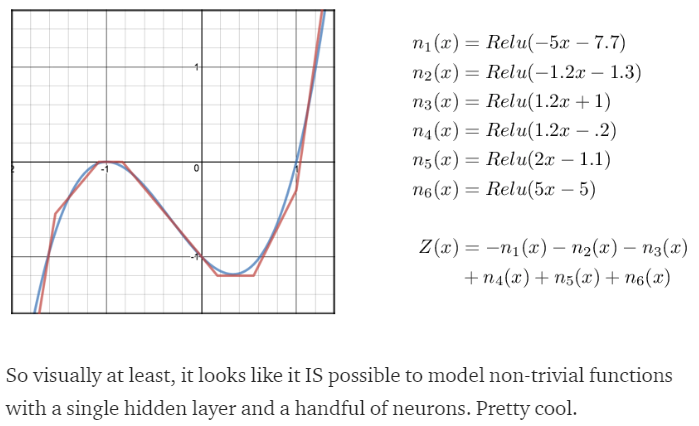 n₁(x) = Relu(−5x − 7.7)
n₂(x) = Relu(−1.2x − 1.3)
n₃(x) = Relu(1.2x + 1)
n₄(x) = Relu(1.2x − .2)
n₅(x) = Relu(2x − 1.1)
n₆(x) = Relu(5x − 5)
Z(x) = −n₁(x) − n₂(x) − n₃(x)
+ n₄(x) + n₅(x) + n₆(x)
1
2 -1 0 1
-1
So visually at least, it looks like it IS possible to model non-trivial functions
with a single hidden layer and a handful of neurons. Pretty cool.